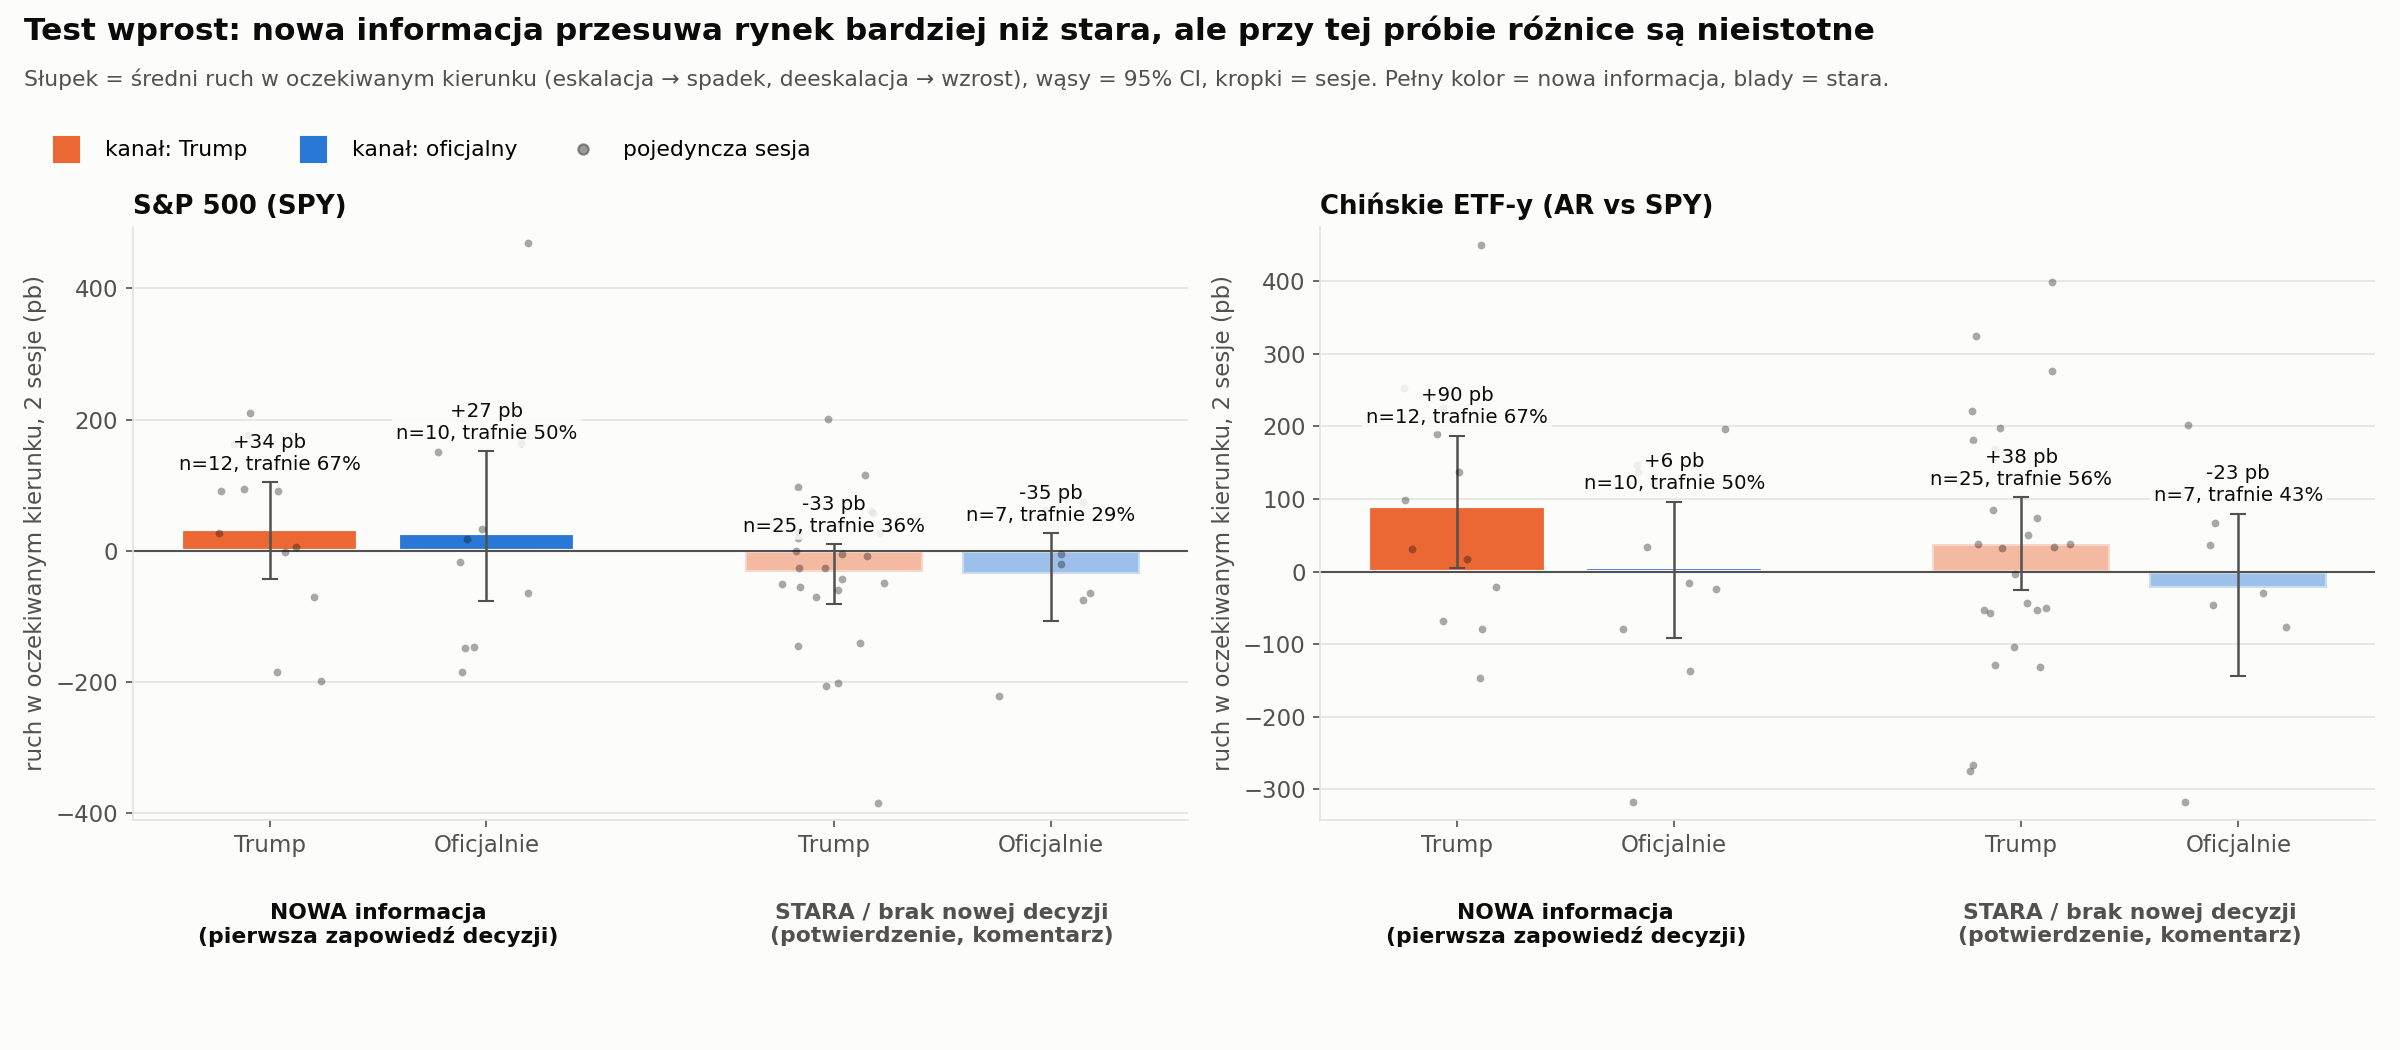 Test wprost: nowa informacja przesuwa rynek bardziej niż stara, ale przy tej próbie różnice są nieistotne
Słupek = średni ruch w oczekiwanym kierunku (eskalacja → spadek, deeskalacja → wzrost), wąsy = 95% CI, kropki = sesje. Pełny kolor = nowa informacja, blady = stara.
kanał: Trump
kanał: oficjalny
pojedyncza sesja
S&P 500 (SPY)
ruch w oczekiwanym kierunku, 2 sesje (pb)
400
200
0
−200
−400
+34 pb
n=12, trafnie 67%
+27 pb
n=10, trafnie 50%
-33 pb
n=25, trafnie 36%
-35 pb
n=7, trafnie 29%
Trump
Oficjalnie
Trump
Oficjalnie
NOWA informacja
(pierwsza zapowiedź decyzji)
STARA / brak nowej decyzji
(potwierdzenie, komentarz)
Chińskie ETF-y (AR vs SPY)
ruch w oczekiwanym kierunku, 2 sesje (pb)
400
300
200
100
0
−100
−200
−300
+90 pb
n=12, trafnie 67%
+6 pb
n=10, trafnie 50%
+38 pb
n=25, trafnie 56%
-23 pb
n=7, trafnie 43%
Trump
Oficjalnie
Trump
Oficjalnie
NOWA informacja
(pierwsza zapowiedź decyzji)
STARA / brak nowej decyzji
(potwierdzenie, komentarz)